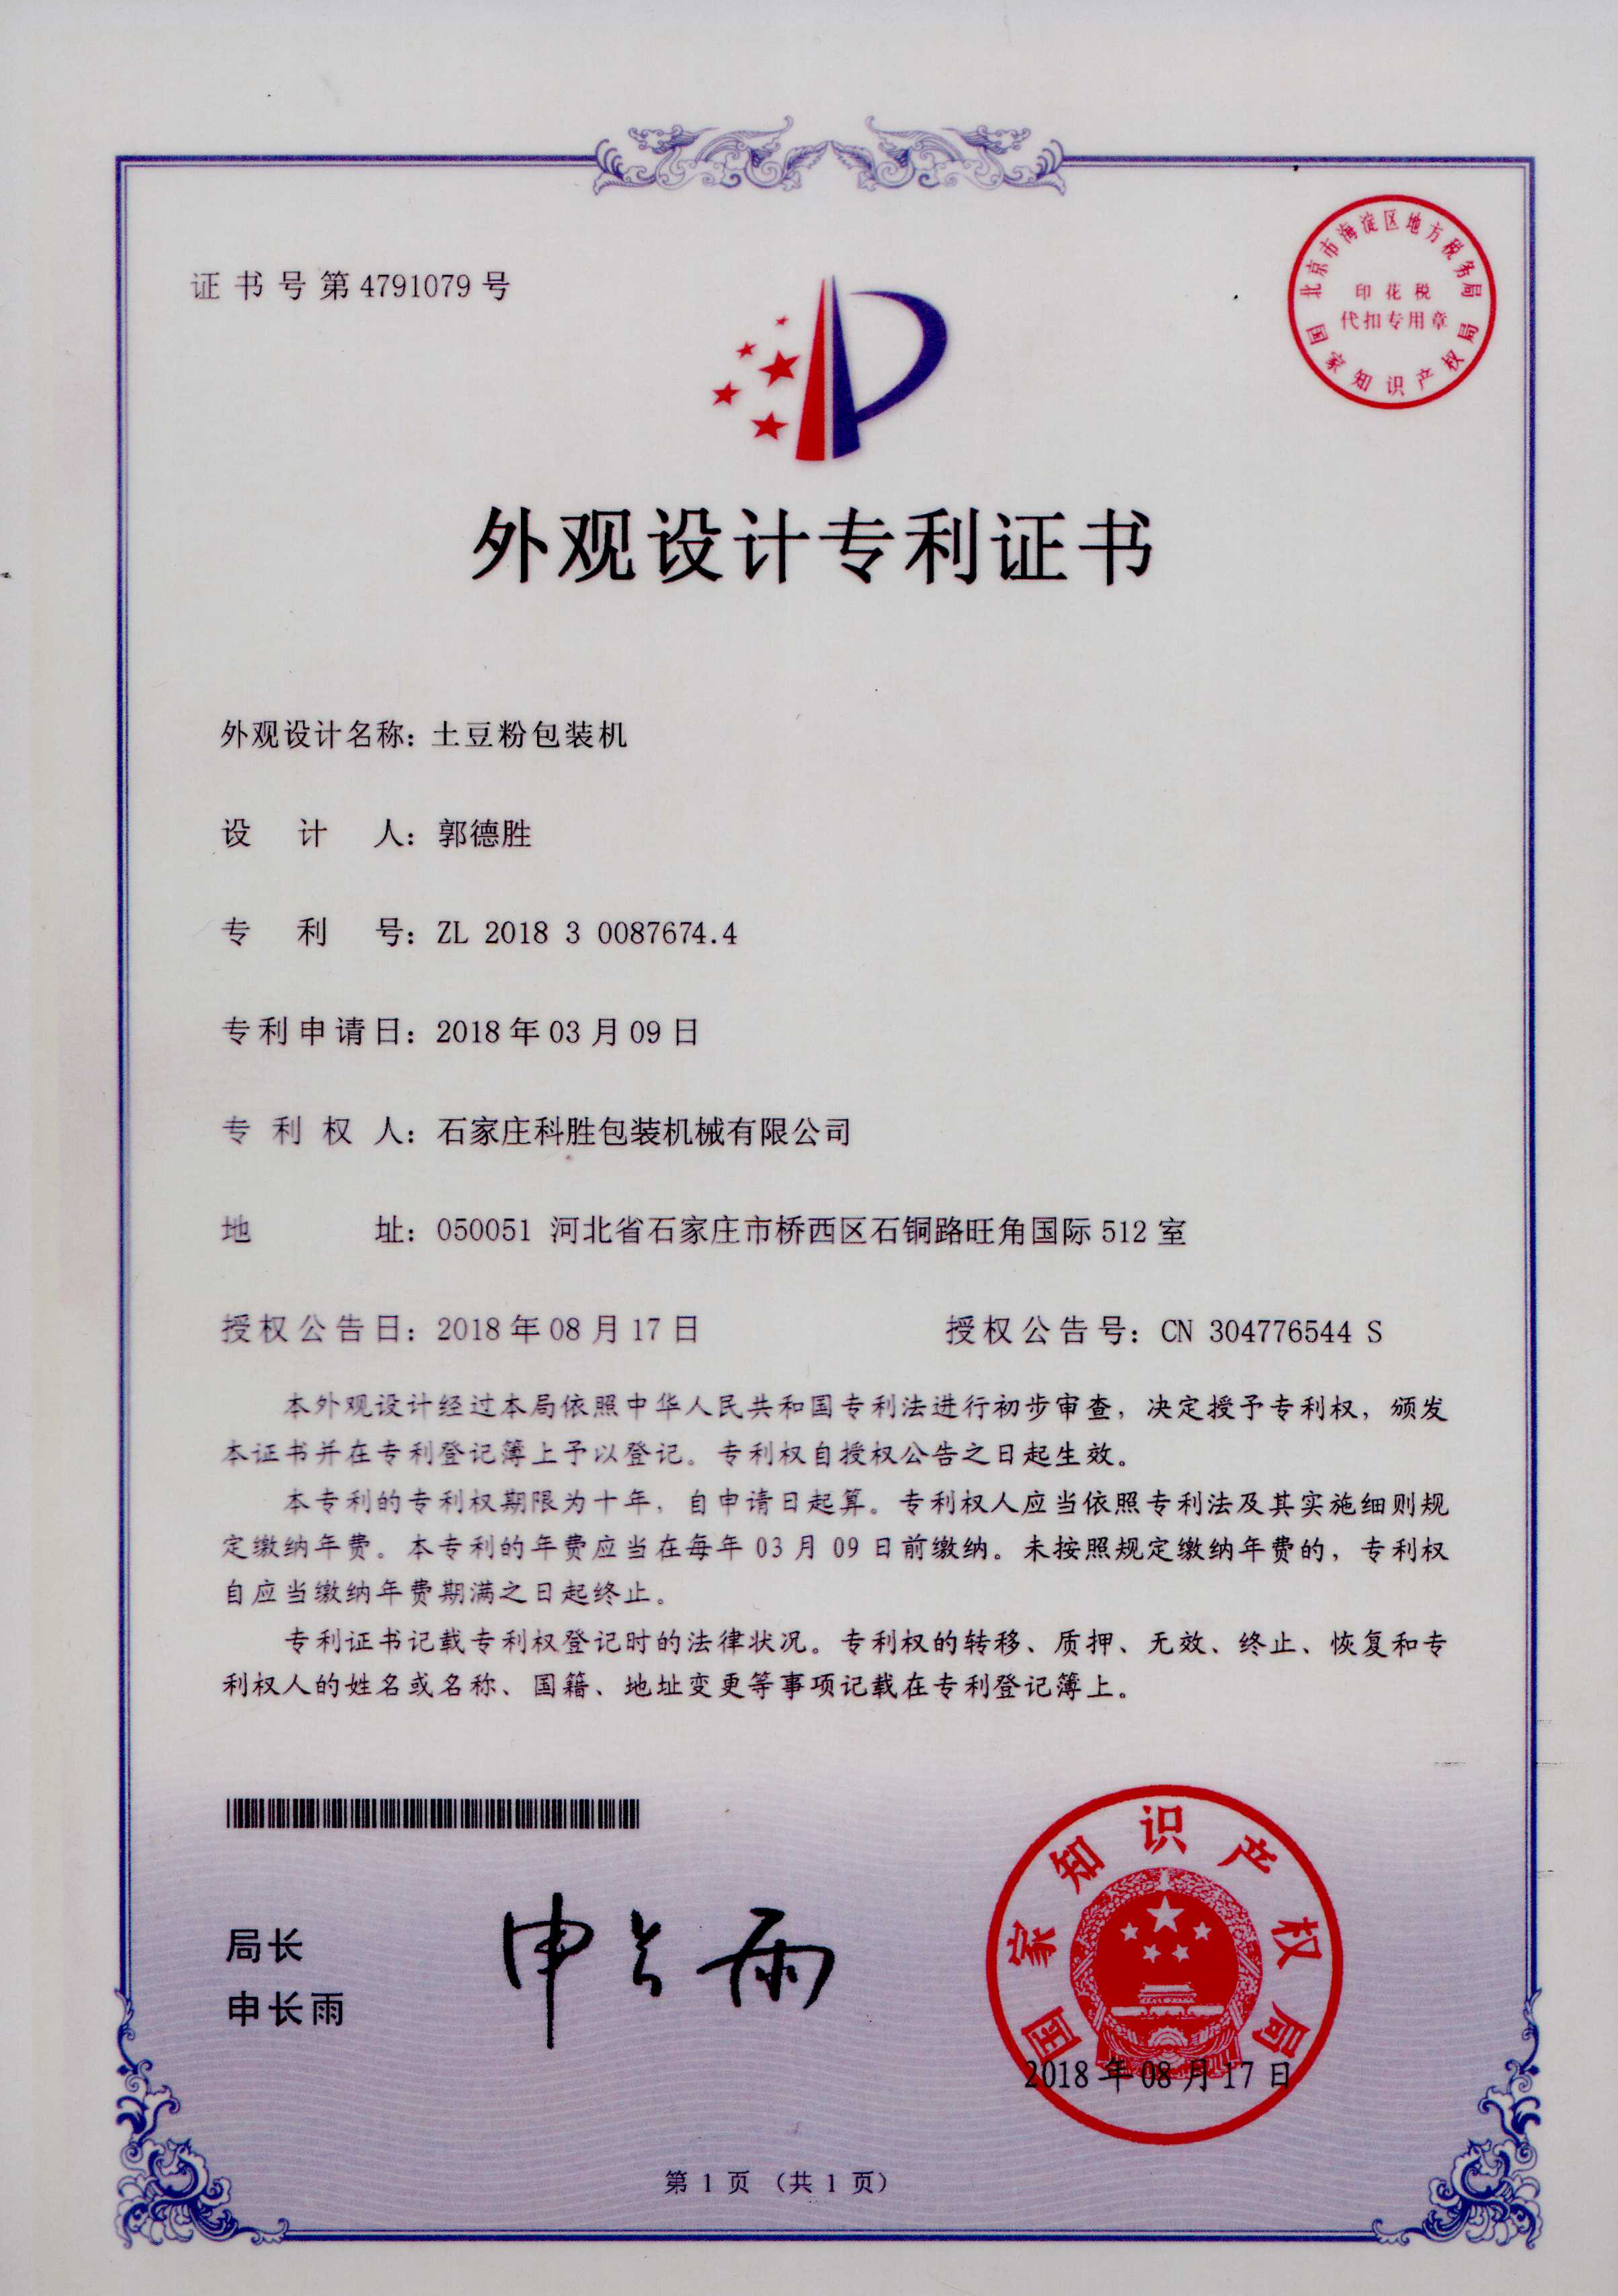 证书号第4791079号
北京市海淀区地方税务局
印花税
代扣专用章
国家知识产权局
外观设计专利证书
外观设计名称：土豆粉包装机
设计人：郭德胜
专利号：ZL 2018 3 0087674.4
专利申请日：2018年03月09日
专利权人：石家庄科胜包装机械有限公司
地址：050051 河北省石家庄市桥西区石铜路旺角国际512室
授权公告日：2018年08月17日 授权公告号：CN 304776544 S
本外观设计经过本局依照中华人民共和国专利法进行初步审查，决定授予专利权，颁发
本证书并在专利登记簿上予以登记。专利权自授权公告之日起生效。
本专利的专利权期限为十年，自申请日起算。专利权人应当依照专利法及其实施细则规
定缴纳年费。本专利的年费应当在每年03月09日前缴纳。未按照规定缴纳年费的，专利权
自应当缴纳年费期满之日起终止。
专利证书记载专利权登记时的法律状况。专利权的转移、质押、无效、终止、恢复和专
利权人的姓名或名称、国籍、地址变更等事项记载在专利登记簿上。
局长
申长雨
申长雨
国家知识产权局
2018年08月17日
第1页（共1页）